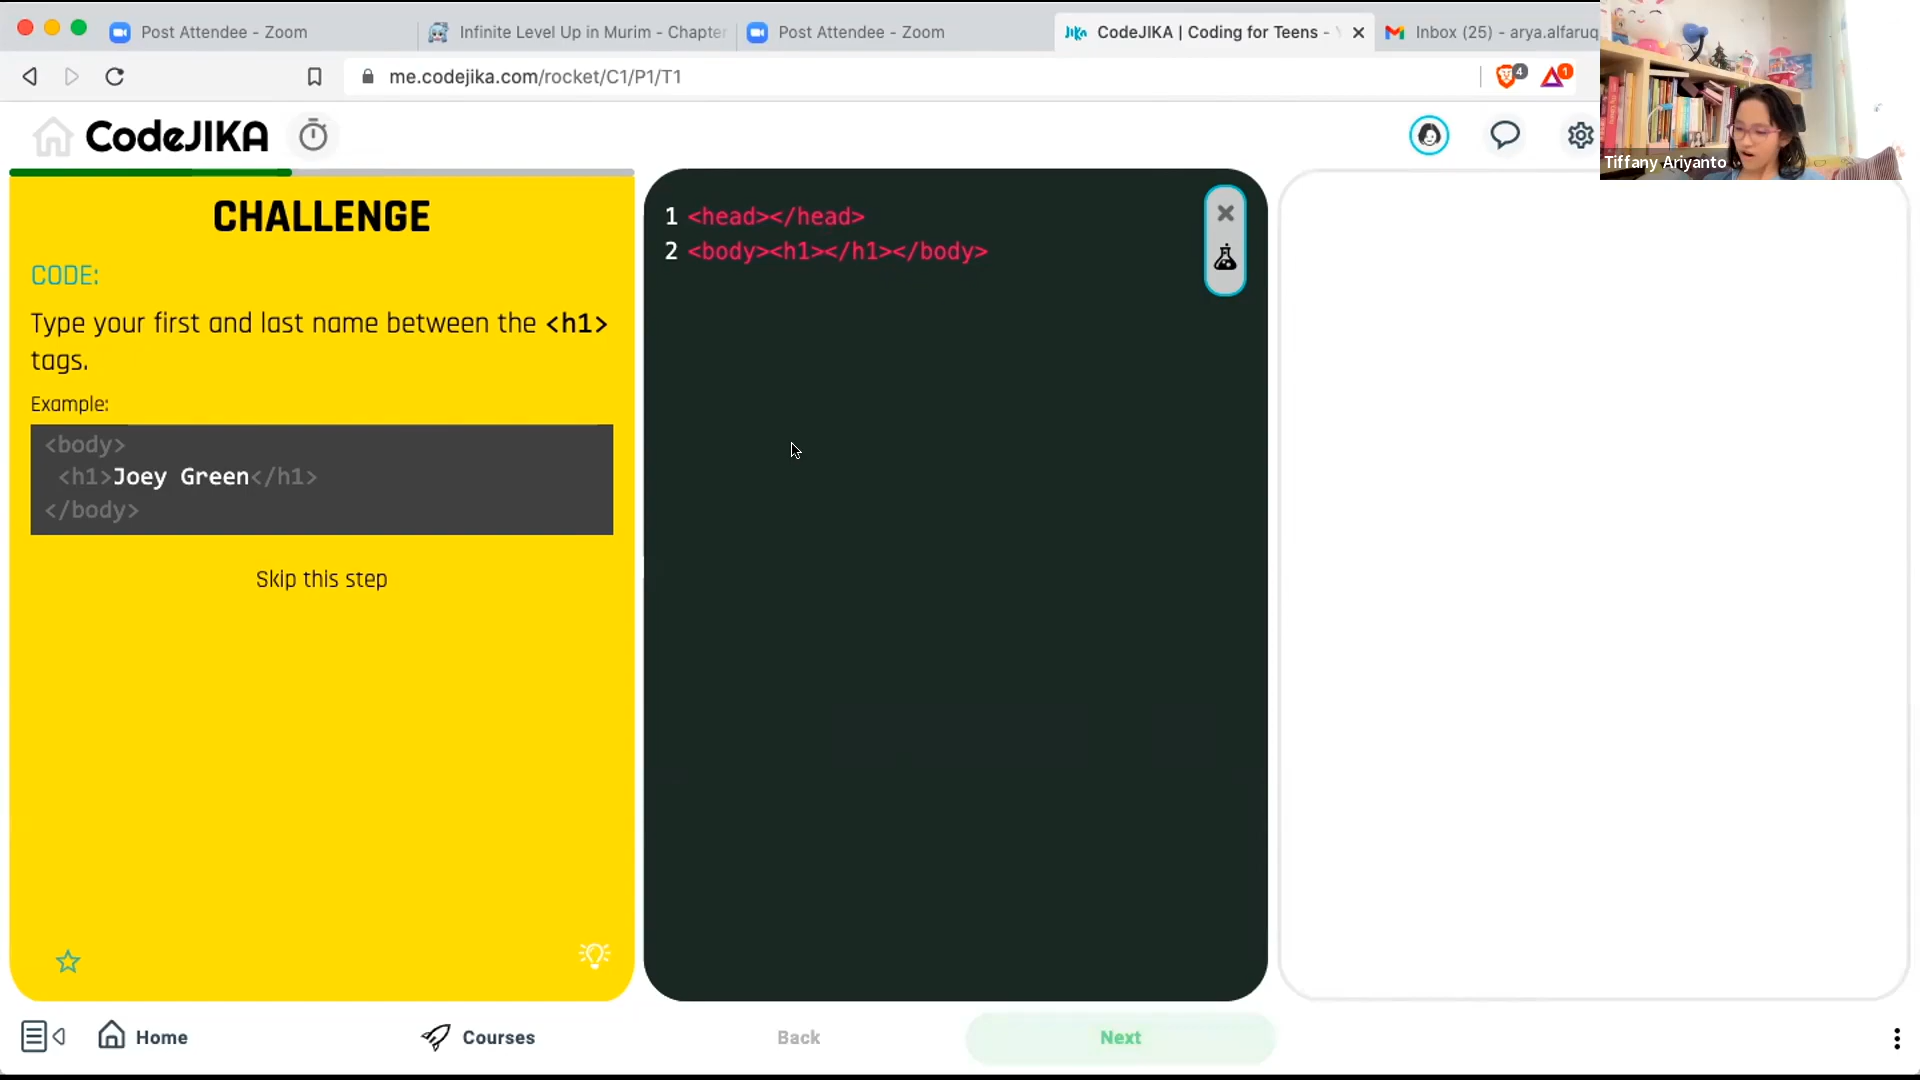 Post Attendee - Zoom
Infinite Level Up in Murim - Chapter
Post Attendee - Zoom
CodeJIKA | Coding for Teens -
Inbox (25) - arya.alfaruq
me.codejika.com/rocket/C1/P1/T1
4
1
CodeJIKA
Tiffany Ariyanto
CHALLENGE
CODE:
Type your first and last name between the <h1>
tags.
Example:
<body>
<h1>Joey Green</h1>
</body>
Skip this step
1 <head></head>
2 <body><h1></h1></body>
Home
Courses
Back
Next